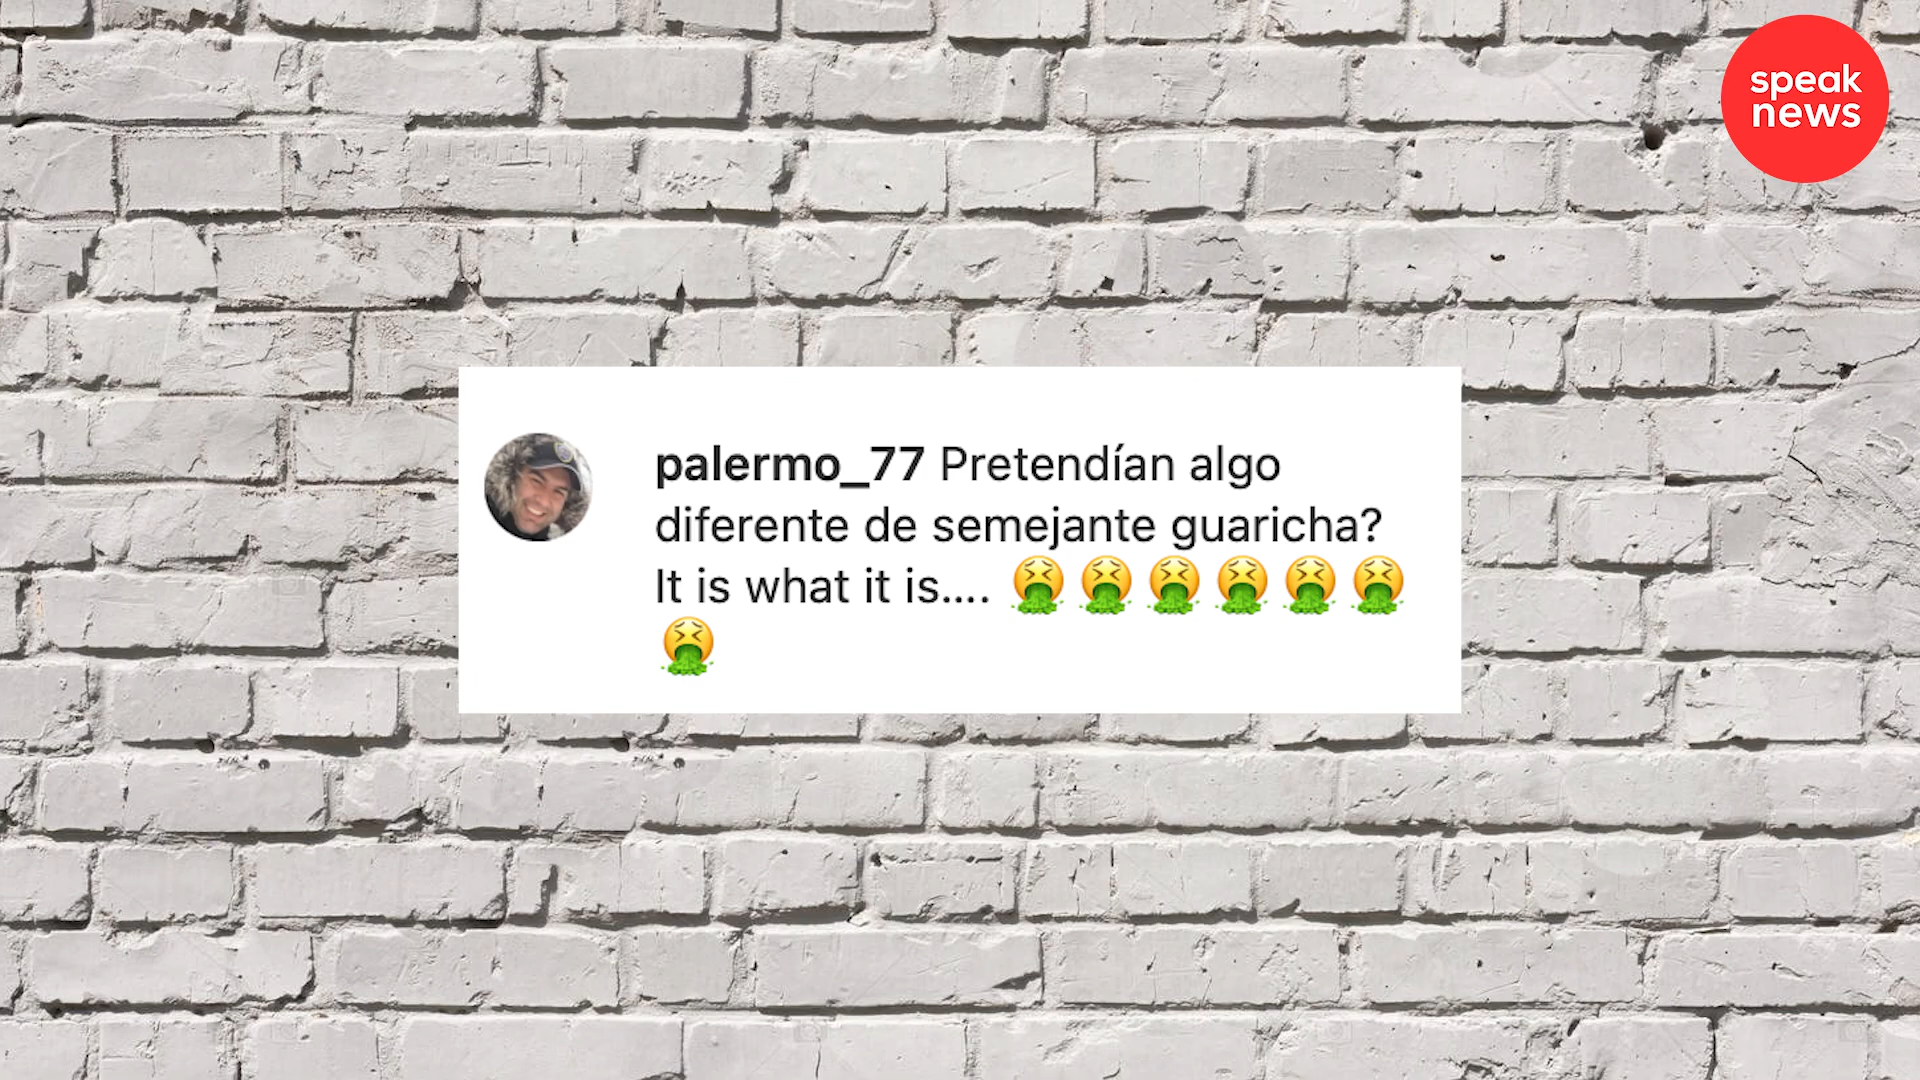 speak
news
palermo_77 Pretendían algo
diferente de semejante guaricha?
It is what it is.... 🤮🤮🤮🤮🤮🤮
🤮